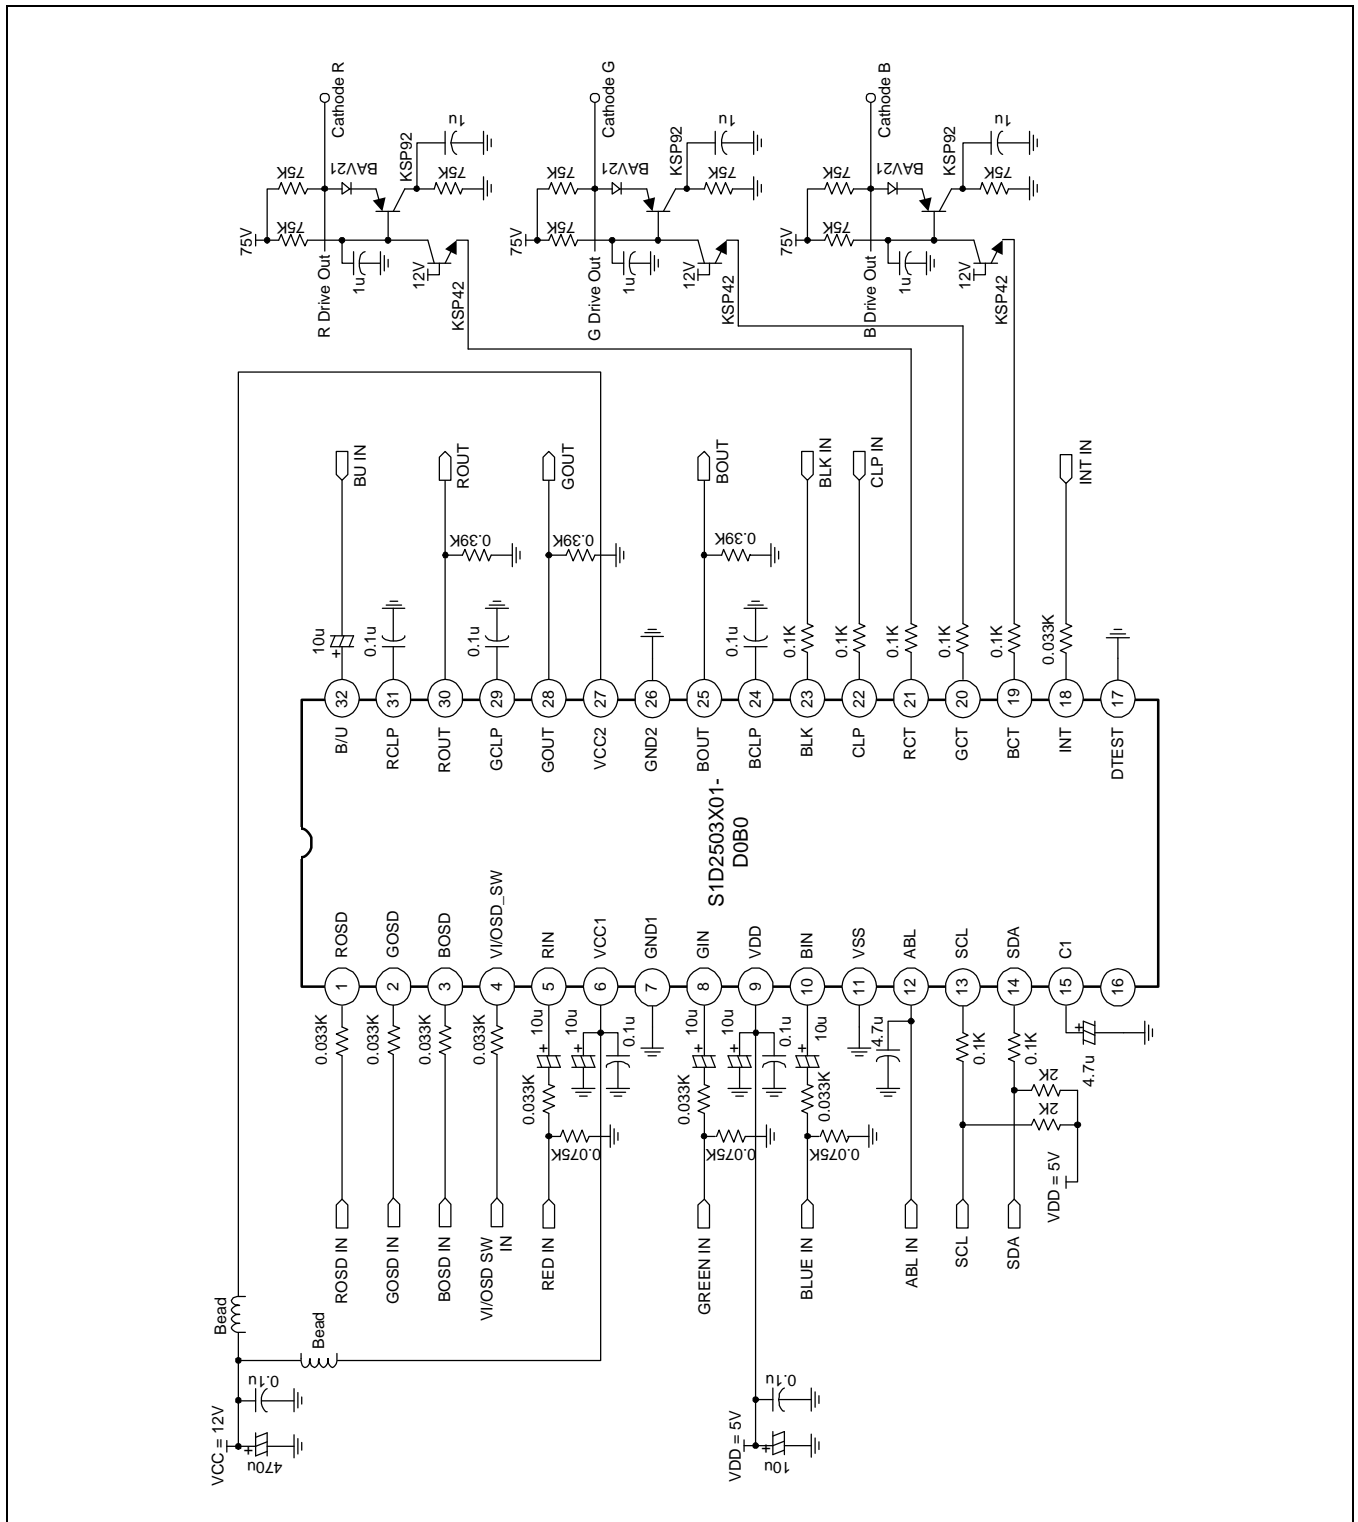 Cathode R
Cathode G
Cathode B
75K
BAV21
KSP92
1u
75K
75V
75K
R Drive Out
1u
12V
KSP42
75K
BAV21
KSP92
1u
75K
75V
75K
G Drive Out
1u
12V
KSP42
75K
BAV21
KSP92
1u
75K
75V
75K
B Drive Out
1u
12V
KSP42
BU IN
ROUT
GOUT
BOUT
BLK IN
CLP IN
INT IN
0.39K
0.39K
0.39K
10u
+
0.1u
0.1u
0.1u
0.1K
0.1K
0.1K
0.1K
0.1K
0.033K
32
31
30
29
28
27
26
25
24
23
22
21
20
19
18
17
B/U
RCLP
ROUT
GCLP
GOUT
VCC2
GND2
BOUT
BCLP
BLK
CLP
RCT
GCT
BCT
INT
DTEST
S1D2503X01-
D0B0
ROSD
GOSD
BOSD
VI/OSD_SW
RIN
VCC1
GND1
GIN
VDD
BIN
VSS
ABL
SCL
SDA
C1
1
2
3
4
5
6
7
8
9
10
11
12
13
14
15
16
0.033K
0.033K
0.033K
0.033K
10u
+
0.033K
0.075K
10u
+
0.1u
10u
+
0.033K
0.075K
10u
+
0.1u
10u
+
0.033K
0.075K
4.7u
0.1K
0.1K
2K
2K
+
4.7u
VDD = 5V
ROSD IN
GOSD IN
BOSD IN
VI/OSD SW
IN
RED IN
GREEN IN
BLUE IN
ABL IN
SCL
SDA
Bead
Bead
0.1u
VCC = 12V
+
470u
0.1u
VDD = 5V
+
10u